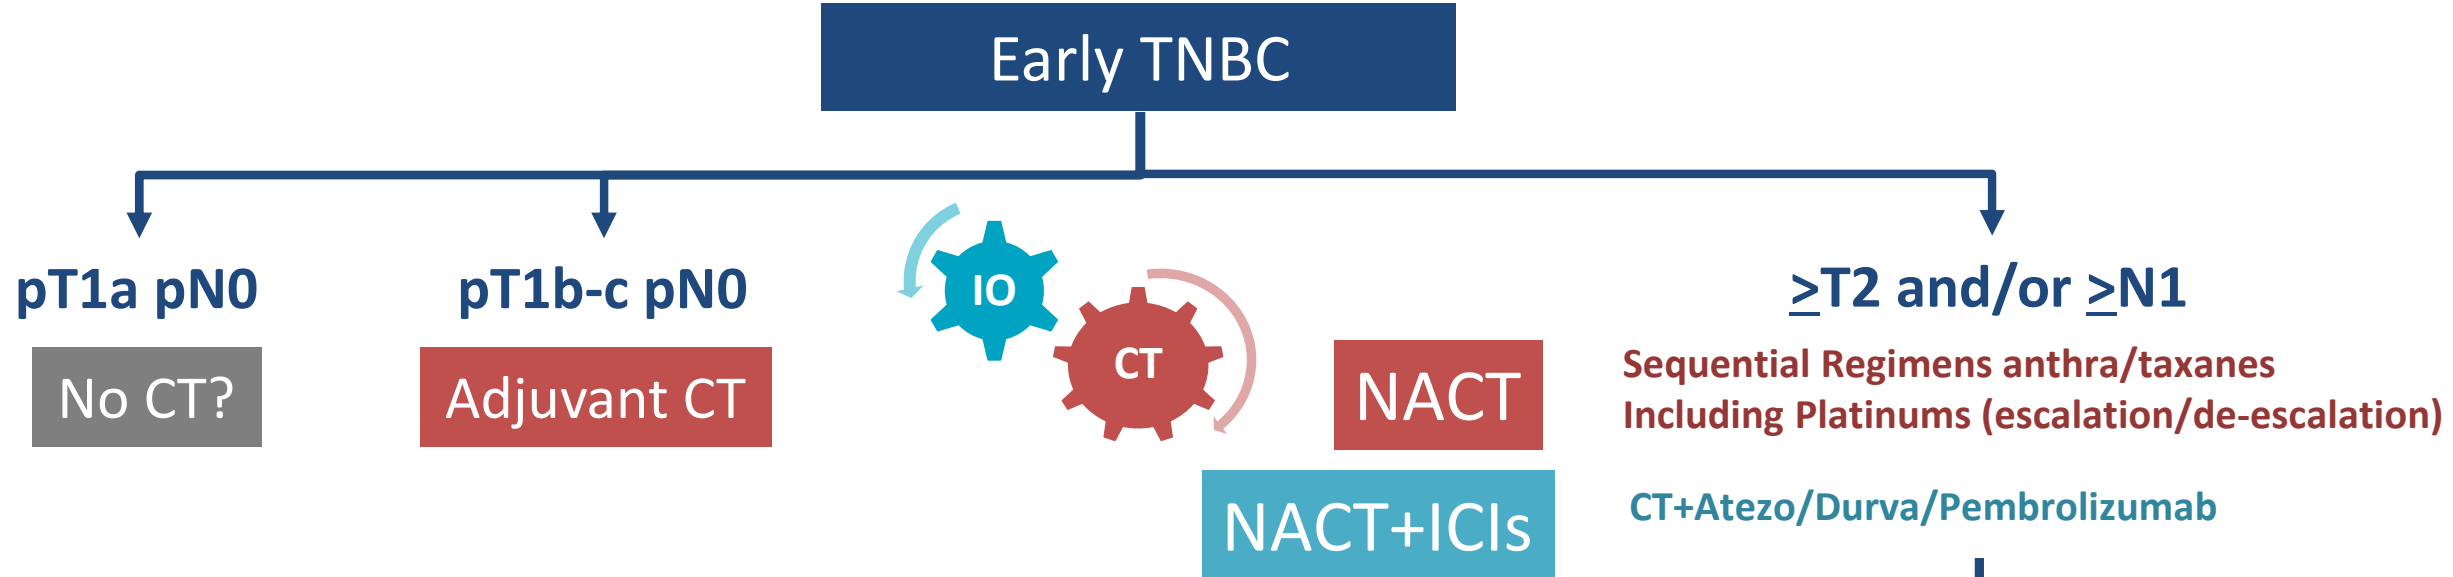 Early TNBC
pT1a pN0
No CT?
pT1b-c pN0
Adjuvant CT
IO
CT
≥T2 and/or ≥N1
NACT
Sequential Regimens anthra/taxanes
Including Platinums (escalation/de-escalation)
NACT+ICIs
CT+Atezo/Durva/Pembrolizumab